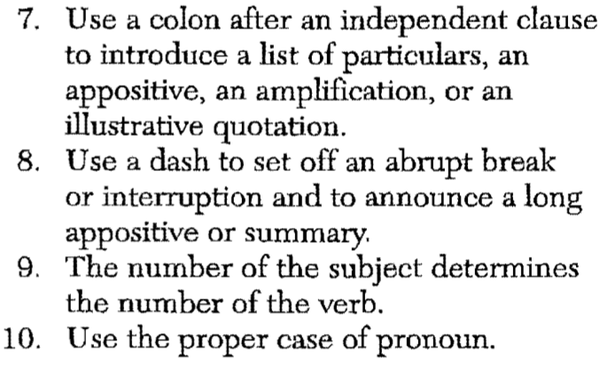 7. Use a colon after an independent clause
to introduce a list of particulars, an
appositive, an amplification, or an
illustrative quotation.
8. Use a dash to set off an abrupt break
or interruption and to announce a long
appositive or summary.
9. The number of the subject determines
the number of the verb.
10. Use the proper case of pronoun.